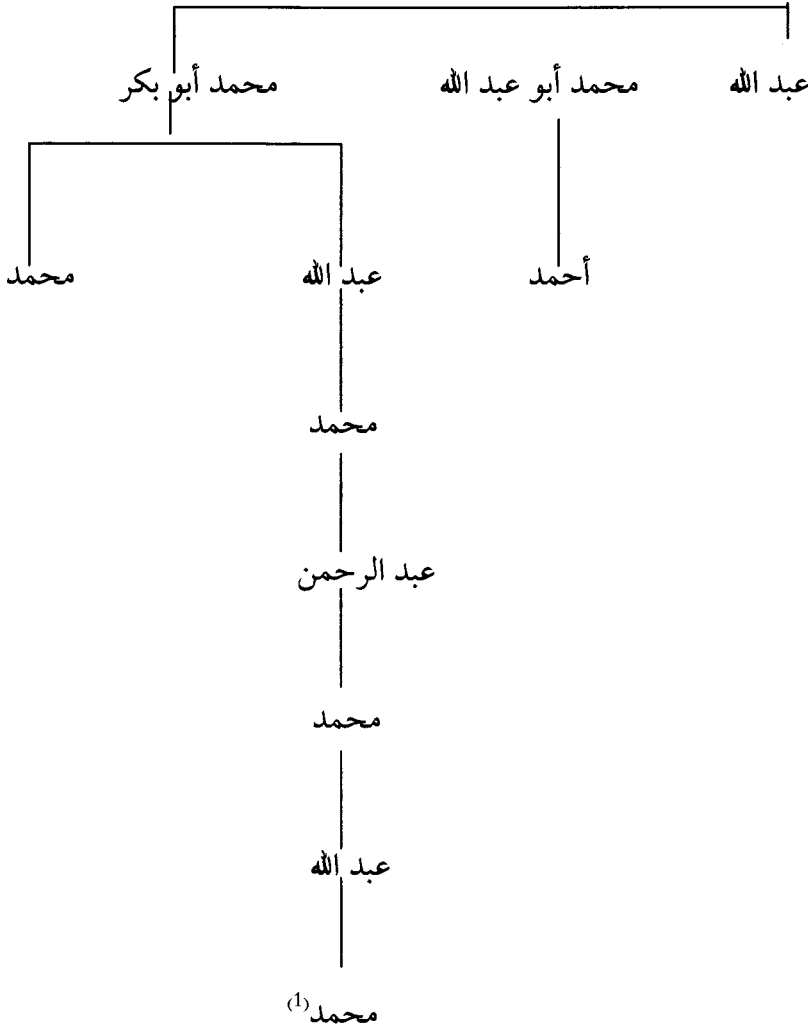 عبد الله محمد أبو عبد الله محمد أبو بكر
أحمد عبد الله محمد
محمد
عبد الرحمن
محمد
عبد الله
محمد(1)